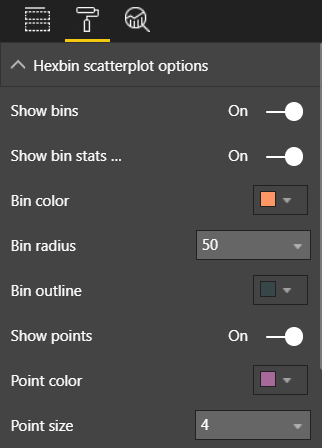 Hexbin scatterplot options
Show bins On
Show bin stats ... On
Bin color
Bin radius 50
Bin outline
Show points On
Point color
Point size 4